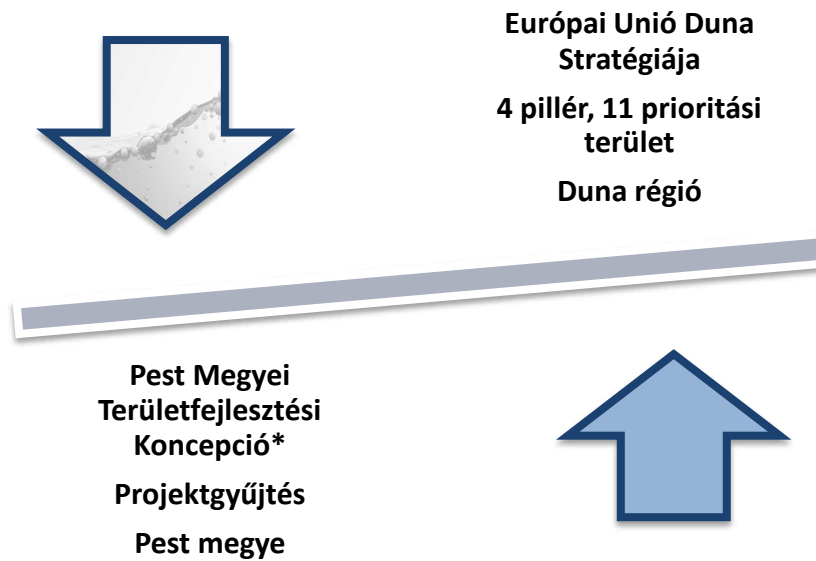 Európai Unió Duna
Stratégiája
4 pillér, 11 prioritási
terület
Duna régió
Pest Megyei
Területfejlesztési
Koncepció*
Projektgyűjtés
Pest megye